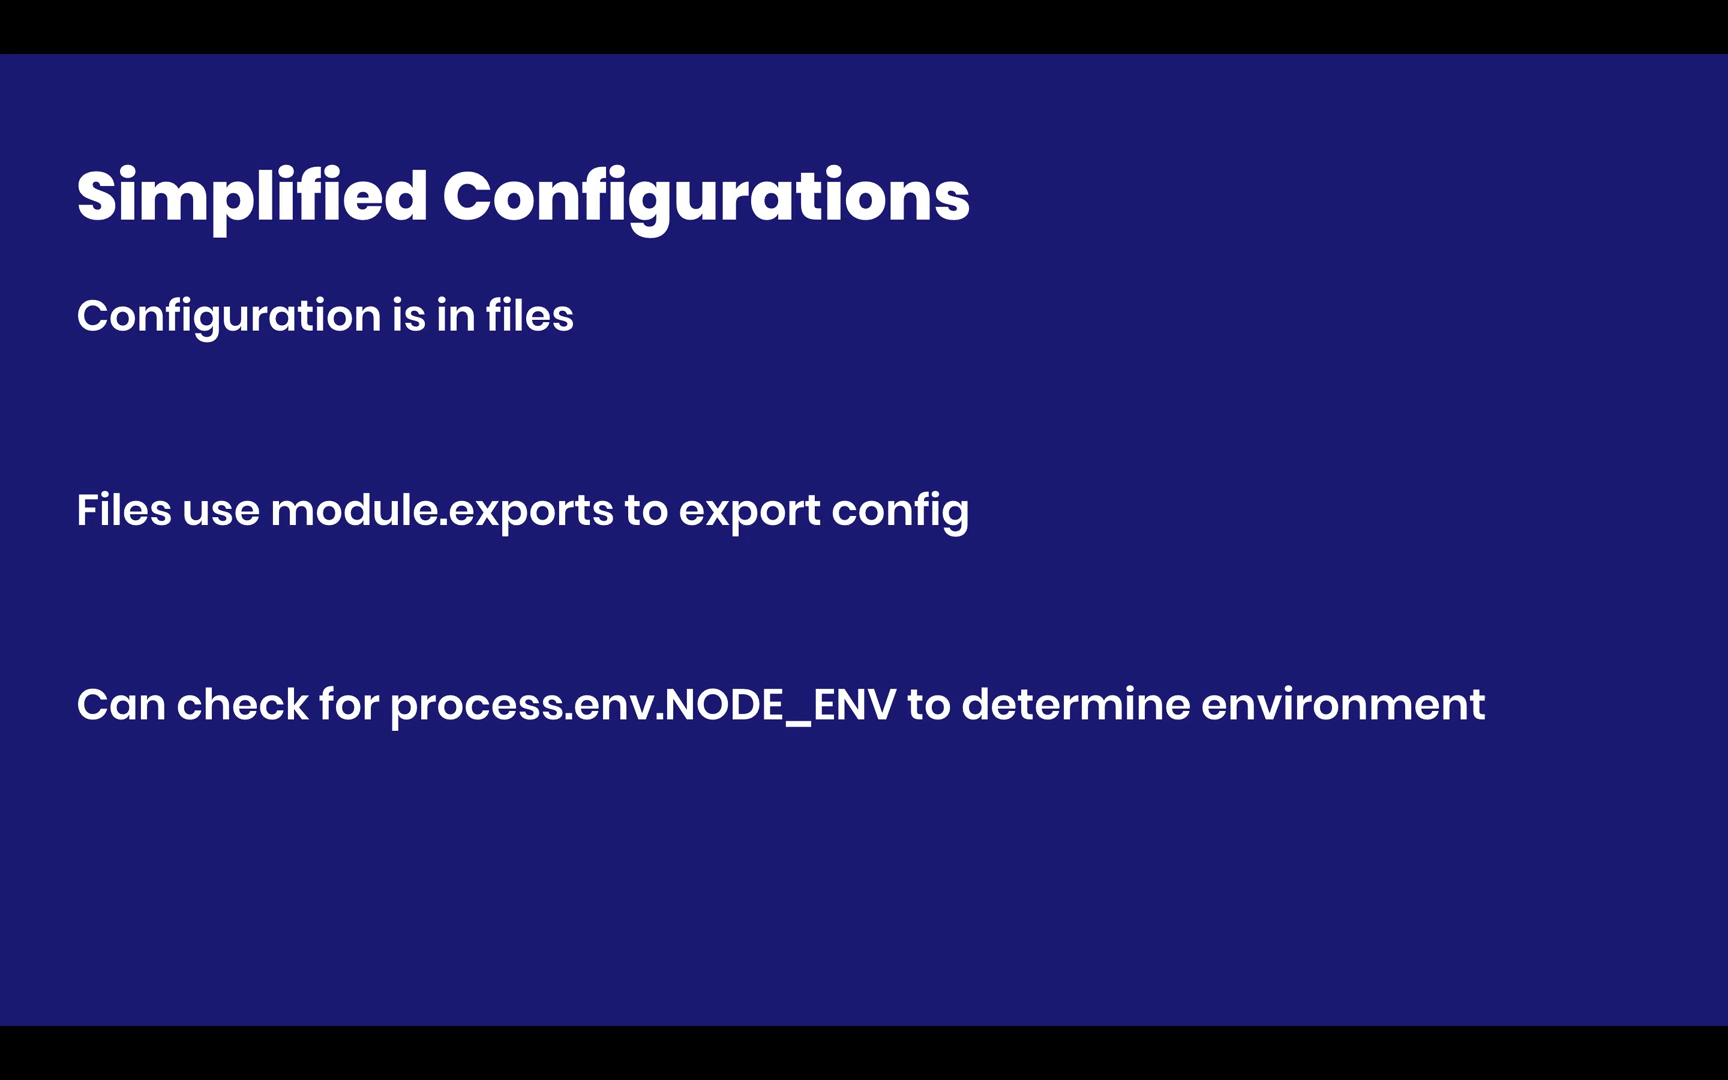 Simplified Configurations
Configuration is in files
Files use module.exports to export config
Can check for process.env.NODE_ENV to determine environment